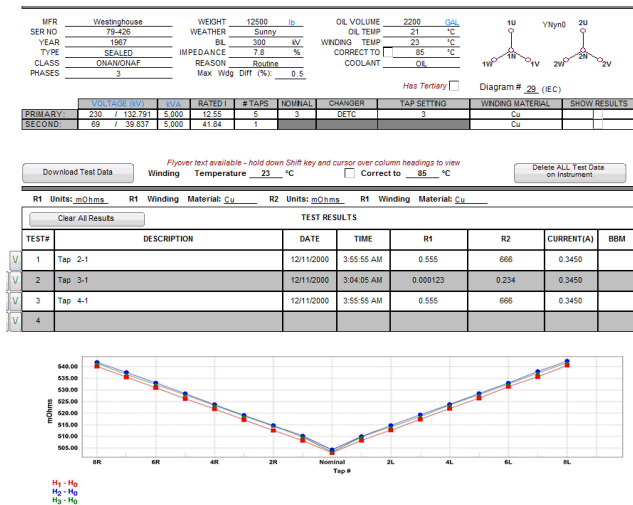 MFR Westinghouse WEIGHT 12500 lb OIL VOLUME 2200 GAL
SER NO 79-426 WEATHER Sunny OIL TEMP 21 °C
YEAR 1967 BIL 300 kV WINDING TEMP 23 °C
TYPE SEALED IMPEDANCE 7.8 % CORRECT TO 85 °C
CLASS ONAN/ONAF REASON Routine COOLANT OIL
PHASES 3 Max Wdg Diff (%): 0.5
1U YNyn0 2U
1N 2N
1W 1V 2W 2V
Has Tertiary Diagram # 29 (IEC)
VOLTAGE (kV) kVA RATED I # TAPS NOMINAL CHANGER TAP SETTING WINDING MATERIAL SHOW RESULTS
PRIMARY: 230 / 132.791 5,000 12.55 5 3 DETC 3 Cu
SECOND: 69 / 39.837 5,000 41.84 1 Cu
Flyover text available - hold down Shift key and cursor over column headings to view
Download Test Data Winding Temperature 23 °C Correct to 85 °C Delete ALL Test Data
on Instrument
R1 Units: mOhms R1 Winding Material: Cu R2 Units: mOhms R1 Winding Material: Cu
Clear All Results TEST RESULTS
TEST# DESCRIPTION DATE TIME R1 R2 CURRENT(A) BBM
V 1 Tap 2-1 12/11/2000 3:55:55 AM 0.555 666 0.3450
V 2 Tap 3-1 12/11/2000 3:04:05 AM 0.000123 0.234 0.3450
V 3 Tap 4-1 12/11/2000 3:55:55 AM 0.555 666 0.3450
V 4
540.00
535.00
530.00
525.00
520.00
515.00
510.00
505.00
mOhms
8R 6R 4R 2R Nominal 2L 4L 6L 8L
Tap #
H1 - H0
H2 - H0
H3 - H0